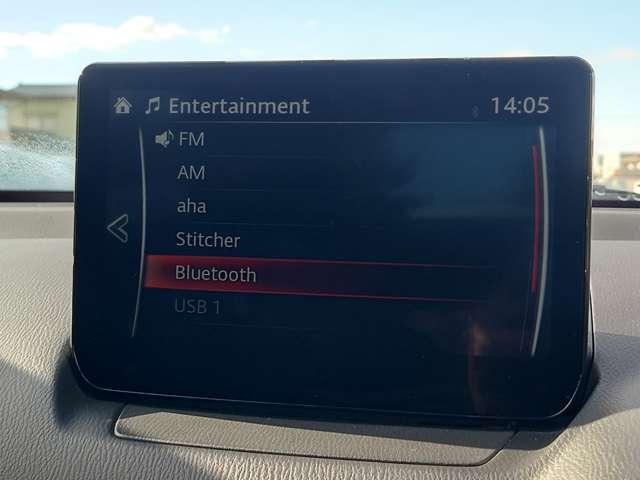 Entertainment 14:05
FM
AM
aha
Stitcher
Bluetooth
USB 1